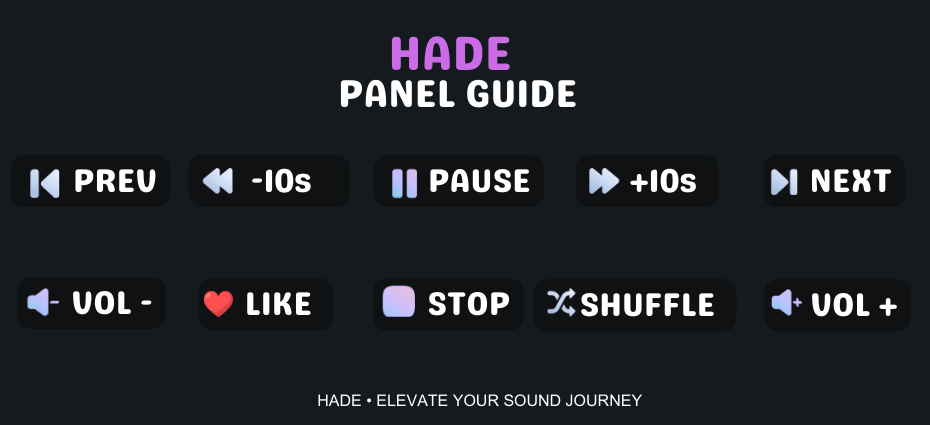 HADE
PANEL GUIDE
PREV
-10s
PAUSE
+10s
NEXT
VOL -
LIKE
STOP
SHUFFLE
VOL +
HADE • ELEVATE YOUR SOUND JOURNEY